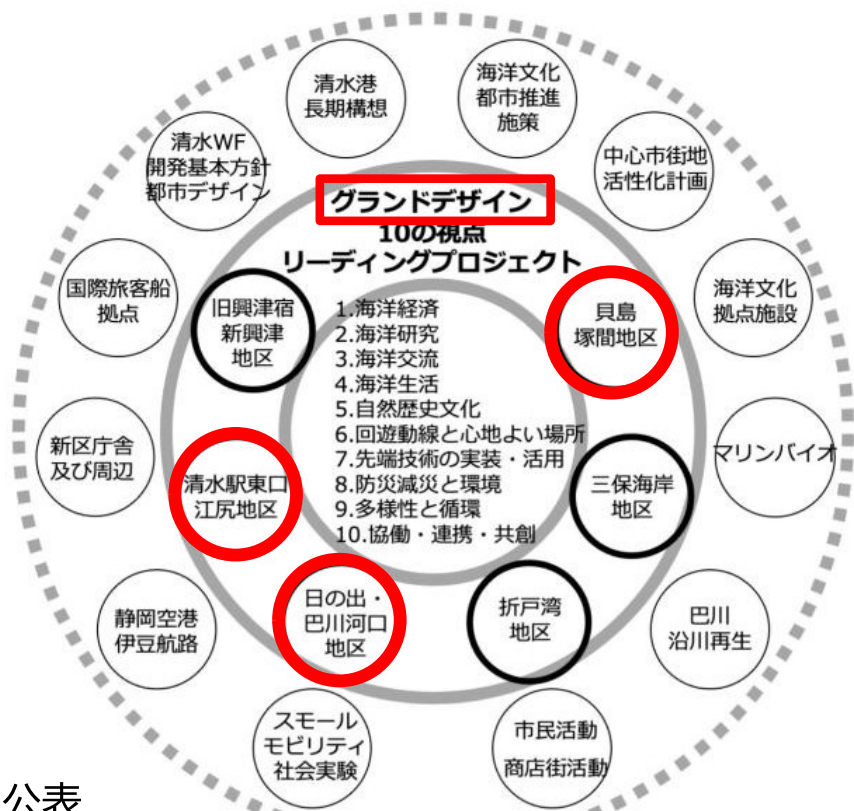 清水港
長期構想
海洋文化
都市推進
施策
清水WF
開発基本方針
都市デザイン
中心市街地
活性化計画
グランドデザイン
10の視点
リーディングプロジェクト
国際旅客船
拠点
旧興津宿
新興津
地区
1.海洋経済
2.海洋研究
3.海洋交流
4.海洋生活
5.自然歴史文化
6.回遊動線と心地よい場所
7.先端技術の実装・活用
8.防災減災と環境
9.多様性と循環
10.協働・連携・共創
貝島
塚間地区
海洋文化
拠点施設
新区庁舎
及び周辺
清水駅東口
江尻地区
三保海岸
地区
マリンバイオ
静岡空港
伊豆航路
日の出・
巴川河口
地区
折戸湾
地区
巴川
沿川再生
スモール
モビリティ
社会実験
市民活動
商店街活動
公表